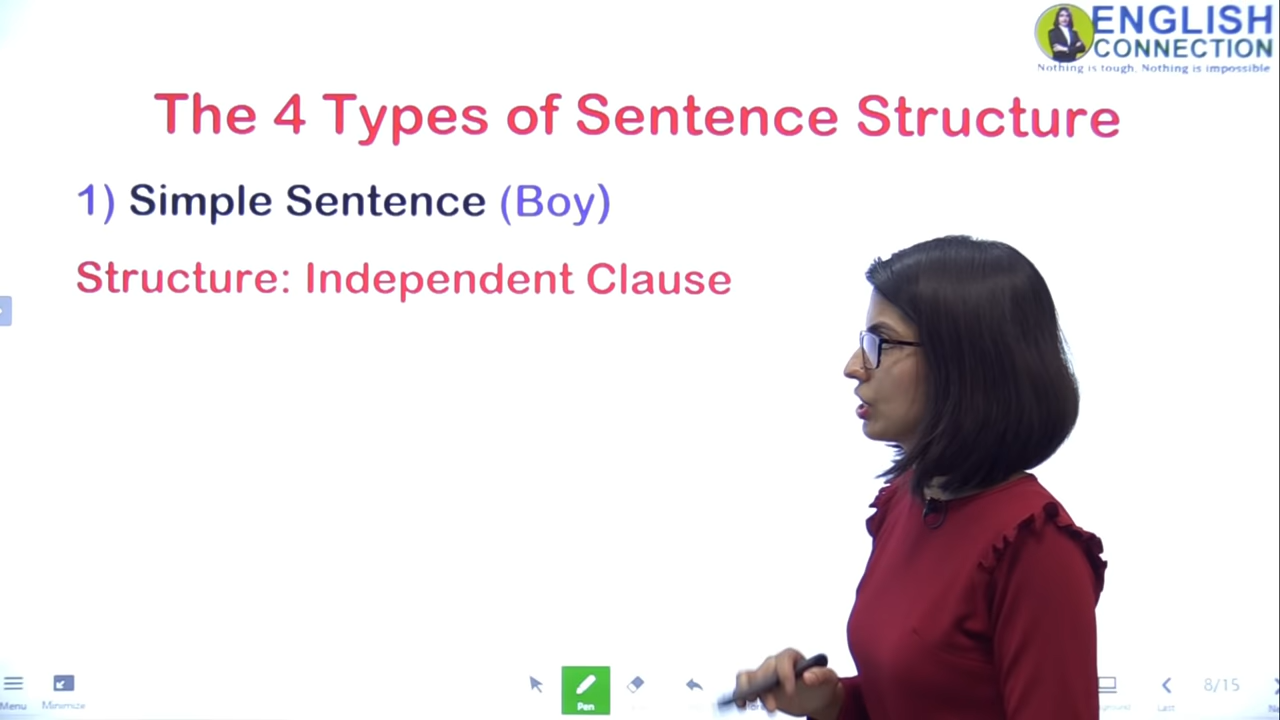 ENGLISH
CONNECTION
Nothing is tough, Nothing is impossible
The 4 Types of Sentence Structure
1) Simple Sentence (Boy)
Structure: Independent Clause
Menu
Minimize
Pen
8/15
Last